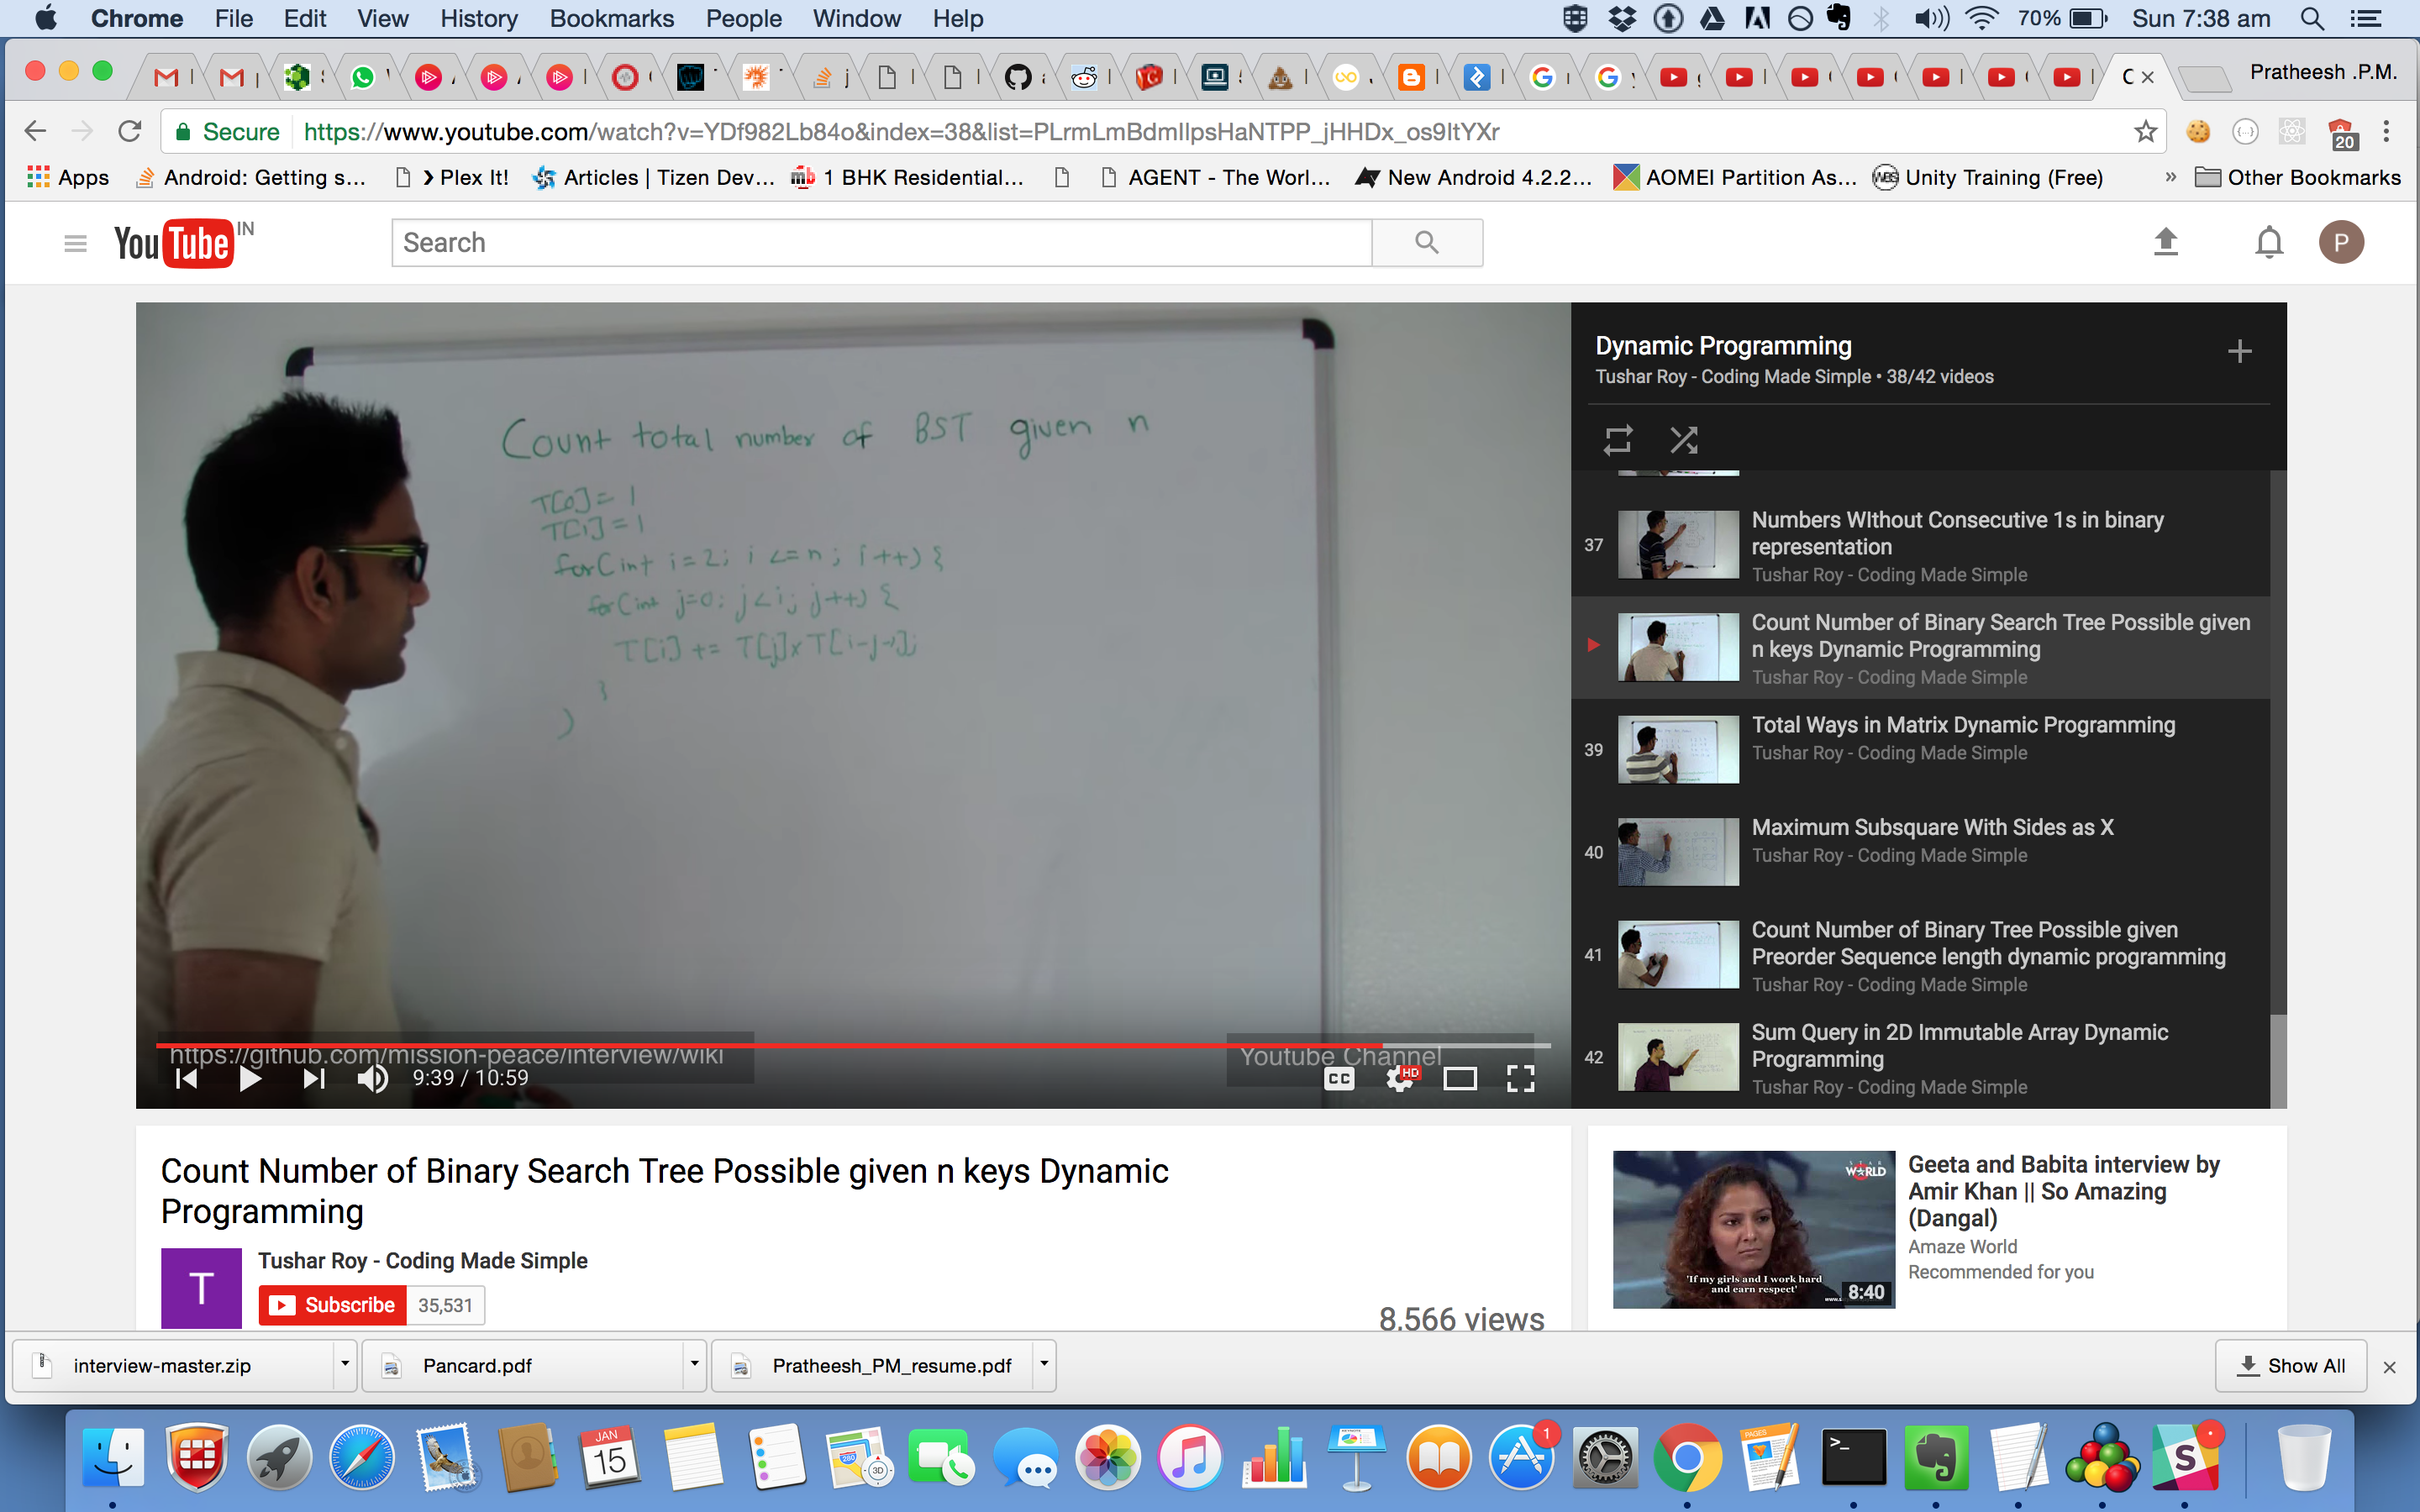 Chrome File Edit View History Bookmarks People Window Help 70% Sun 7:38 am
C Pratheesh .P.M.
Secure https://www.youtube.com/watch?v=YDf982Lb84o&index=38&list=PLrmLmBdmIlpsHaNTPP_jHHDx_os9ItYXr 20
Apps Android: Getting s... Plex It! Articles | Tizen Dev... 1 BHK Residential... AGENT - The Worl... New Android 4.2.2... AOMEI Partition As... Unity Training (Free) » Other Bookmarks
YouTube IN
Search
P
Count total number of BST given n
T[0] = 1
T[1] = 1
for(int i=2; i <= n; i++) {
for(int j=0; j<i; j++) {
T[i] += T[j]x T[i-j-1];
}
}
https://github.com/mission-peace/interview/wiki
Youtube Channel
9:39 / 10:59
CC HD
Dynamic Programming
Tushar Roy - Coding Made Simple • 38/42 videos
37 Numbers WIthout Consecutive 1s in binary
representation
Tushar Roy - Coding Made Simple
Count Number of Binary Search Tree Possible given
n keys Dynamic Programming
Tushar Roy - Coding Made Simple
39 Total Ways in Matrix Dynamic Programming
Tushar Roy - Coding Made Simple
40 Maximum Subsquare With Sides as X
Tushar Roy - Coding Made Simple
41 Count Number of Binary Tree Possible given
Preorder Sequence length dynamic programming
Tushar Roy - Coding Made Simple
42 Sum Query in 2D Immutable Array Dynamic
Programming
Tushar Roy - Coding Made Simple
Count Number of Binary Search Tree Possible given n keys Dynamic
Programming
T
Tushar Roy - Coding Made Simple
Subscribe 35,531
8,566 views
WORLD
'If my girls and I work hard
and earn respect'
8:40
Geeta and Babita interview by
Amir Khan || So Amazing
(Dangal)
Amaze World
Recommended for you
interview-master.zip Pancard.pdf Pratheesh_PM_resume.pdf Show All
JAN
15
280
3D
1
PAGES
S